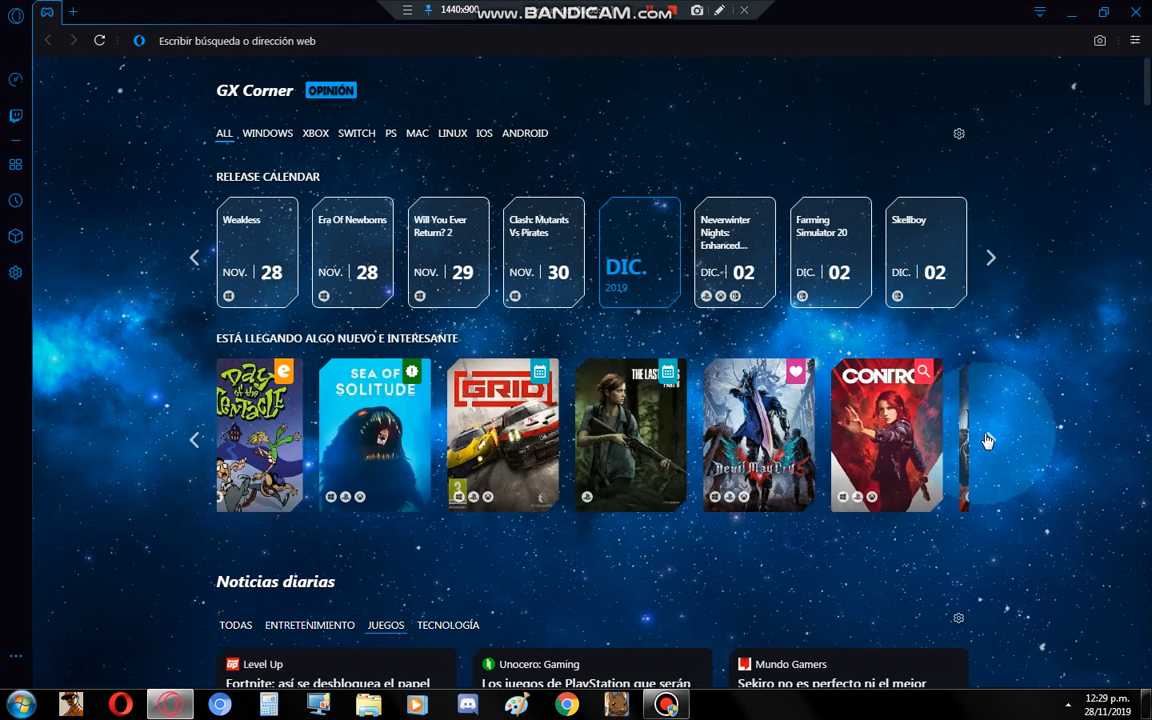 1440x900
www.BANDICAM.com
Escribir búsqueda o dirección web
GX Corner OPINIÓN
ALL WINDOWS XBOX SWITCH PS MAC LINUX IOS ANDROID
RELEASE CALENDAR
Weakless
NOV. 28
Era Of Newborns
NOV. 28
Will You Ever
Return? 2
NOV. 29
Clash: Mutants
Vs Pirates
NOV. 30
DIC.
2019
Neverwinter
Nights:
Enhanced...
DIC. 02
Farming
Simulator 20
DIC. 02
Skellboy
DIC. 02
ESTÁ LLEGANDO ALGO NUEVO E INTERESANTE
Day
of the
Tentacle
SEA OF
SOLITUDE
GRID
3
THE LAS
Devil May Cry 5
CONTRO
Noticias diarias
TODAS ENTRETENIMIENTO JUEGOS TECNOLOGÍA
UP Level Up
Fortnite: así se desbloquea el papel
Unocero: Gaming
Los juegos de PlayStation que serán
Mundo Gamers
Sekiro no es perfecto ni el mejor
12:29 p.m.
28/11/2019